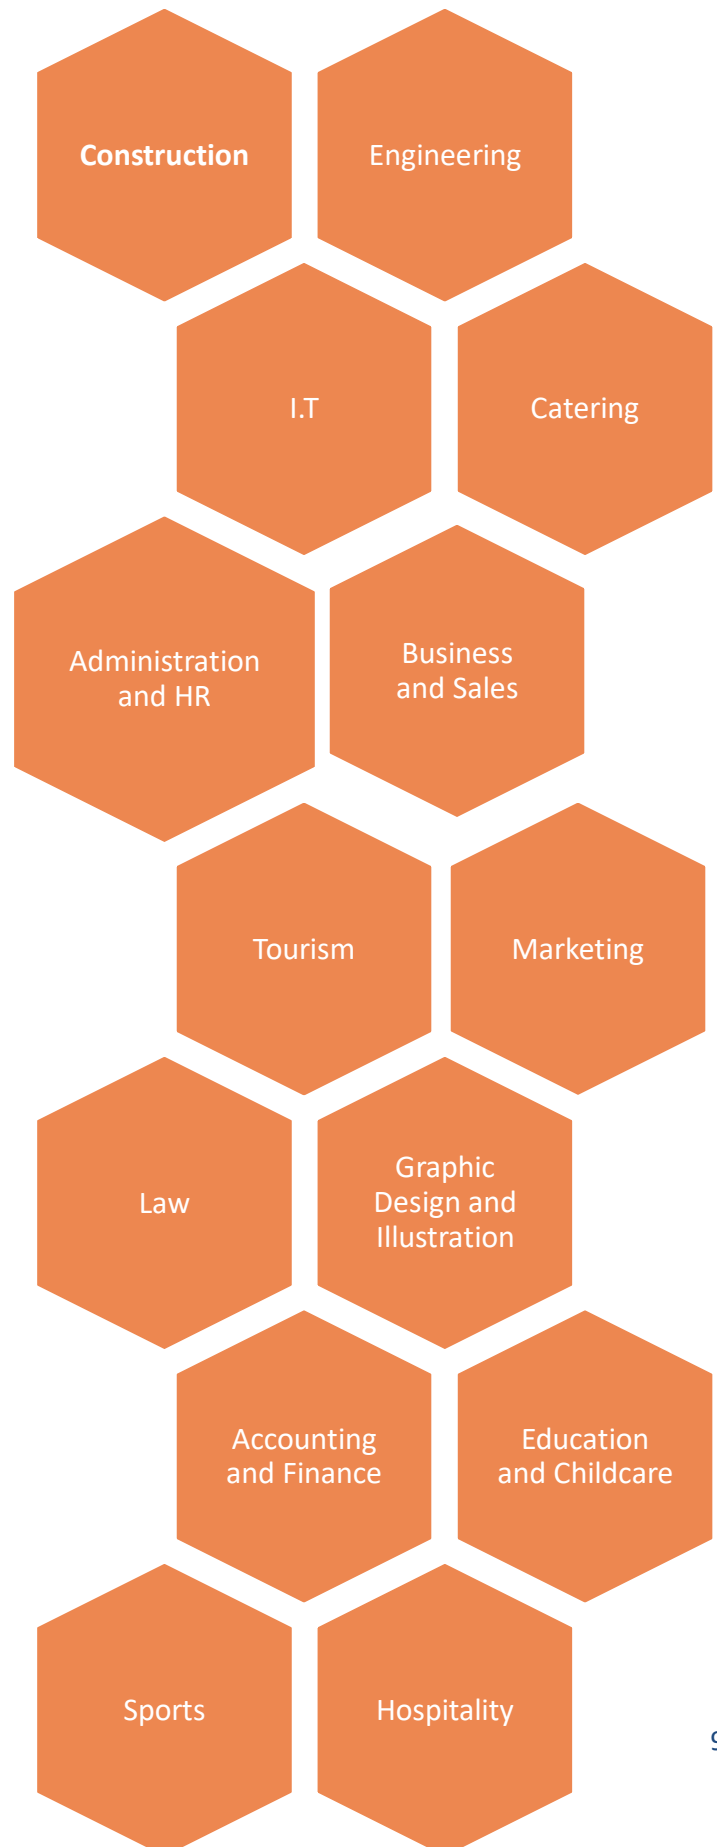 Construction
Engineering
I.T
Catering
Administration
and HR
Business
and Sales
Tourism
Marketing
Law
Graphic
Design and
Illustration
Accounting
and Finance
Education
and Childcare
Sports
Hospitality
9